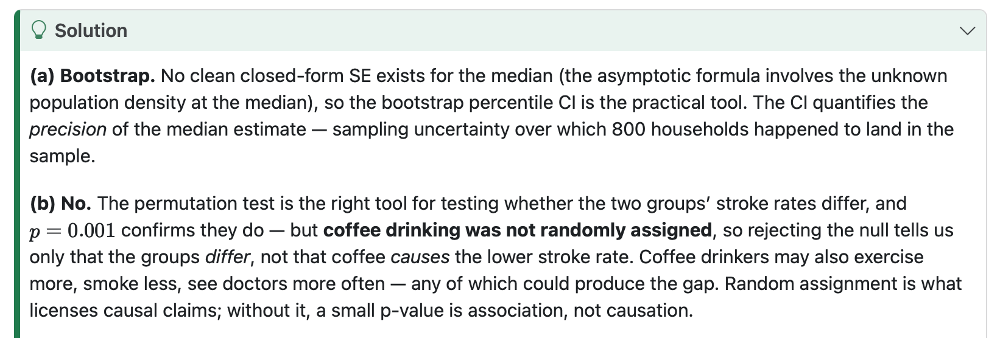 Solution
(a) Bootstrap. No clean closed-form SE exists for the median (the asymptotic formula involves the unknown
population density at the median), so the bootstrap percentile CI is the practical tool. The CI quantifies the
precision of the median estimate — sampling uncertainty over which 800 households happened to land in the
sample.
(b) No. The permutation test is the right tool for testing whether the two groups’ stroke rates differ, and
p = 0.001 confirms they do — but coffee drinking was not randomly assigned, so rejecting the null tells us
only that the groups differ, not that coffee causes the lower stroke rate. Coffee drinkers may also exercise
more, smoke less, see doctors more often — any of which could produce the gap. Random assignment is what
licenses causal claims; without it, a small p-value is association, not causation.